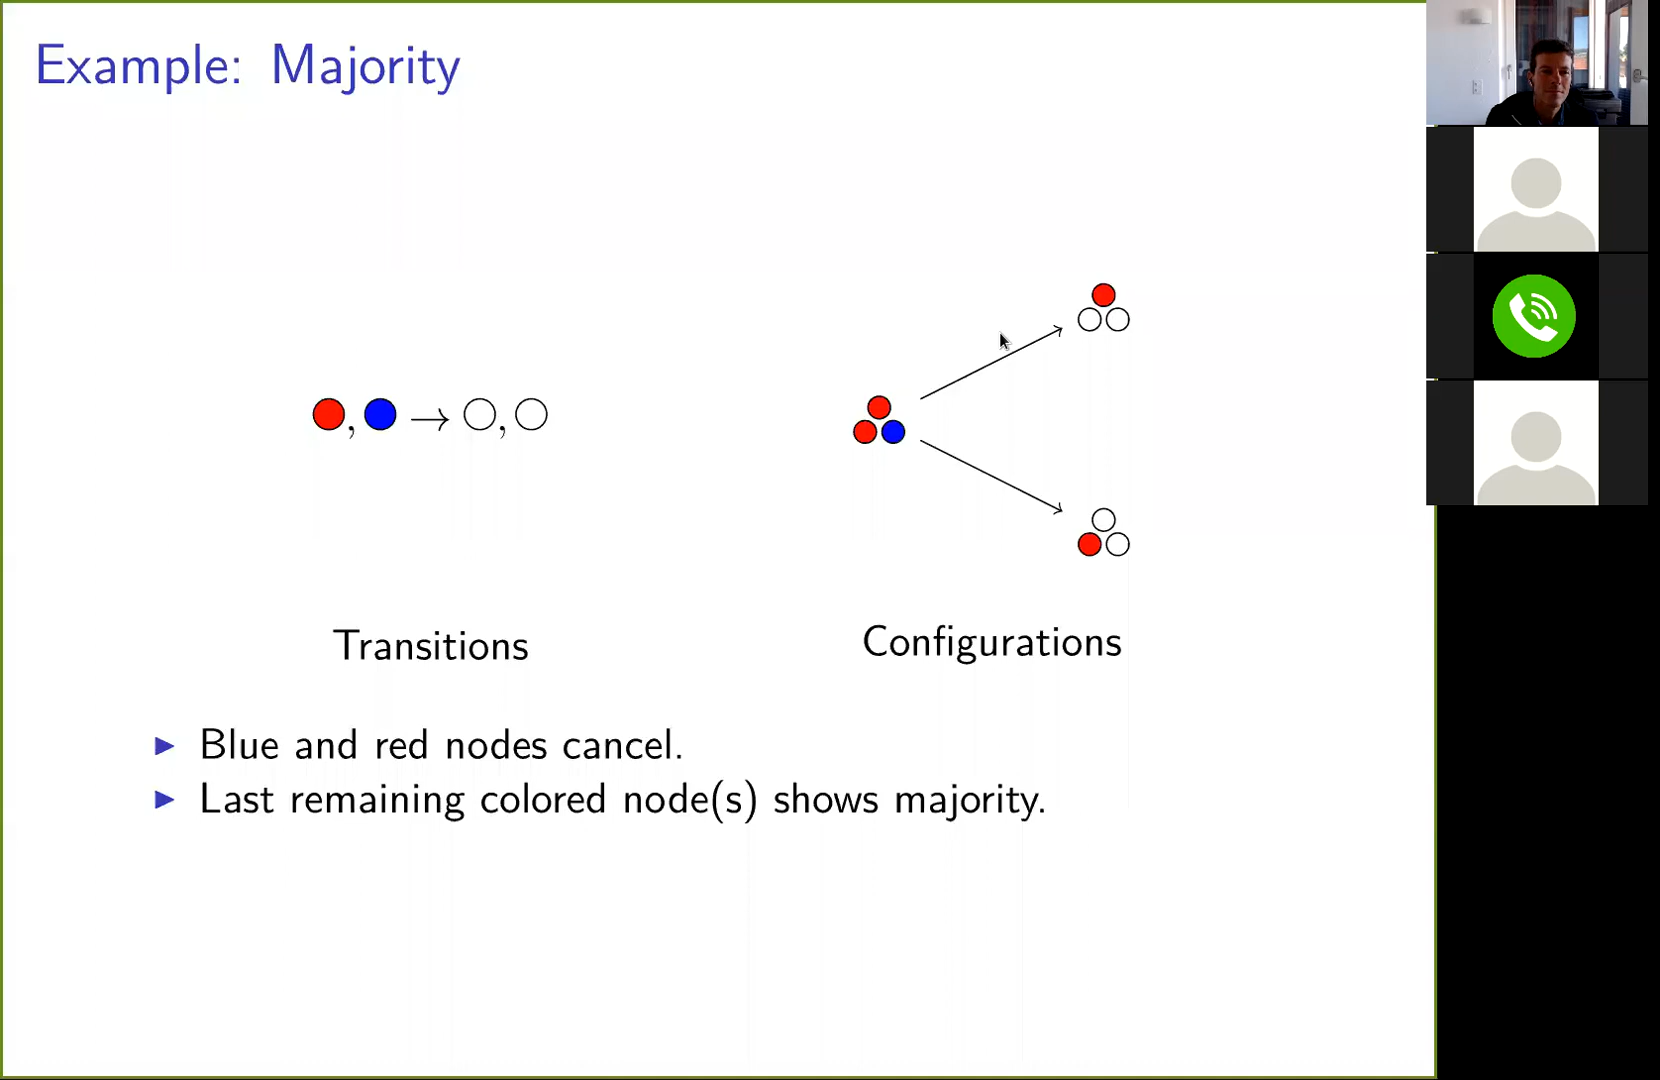 Example: Majority
, → ,
Transitions
Configurations
▶ Blue and red nodes cancel.
▶ Last remaining colored node(s) shows majority.